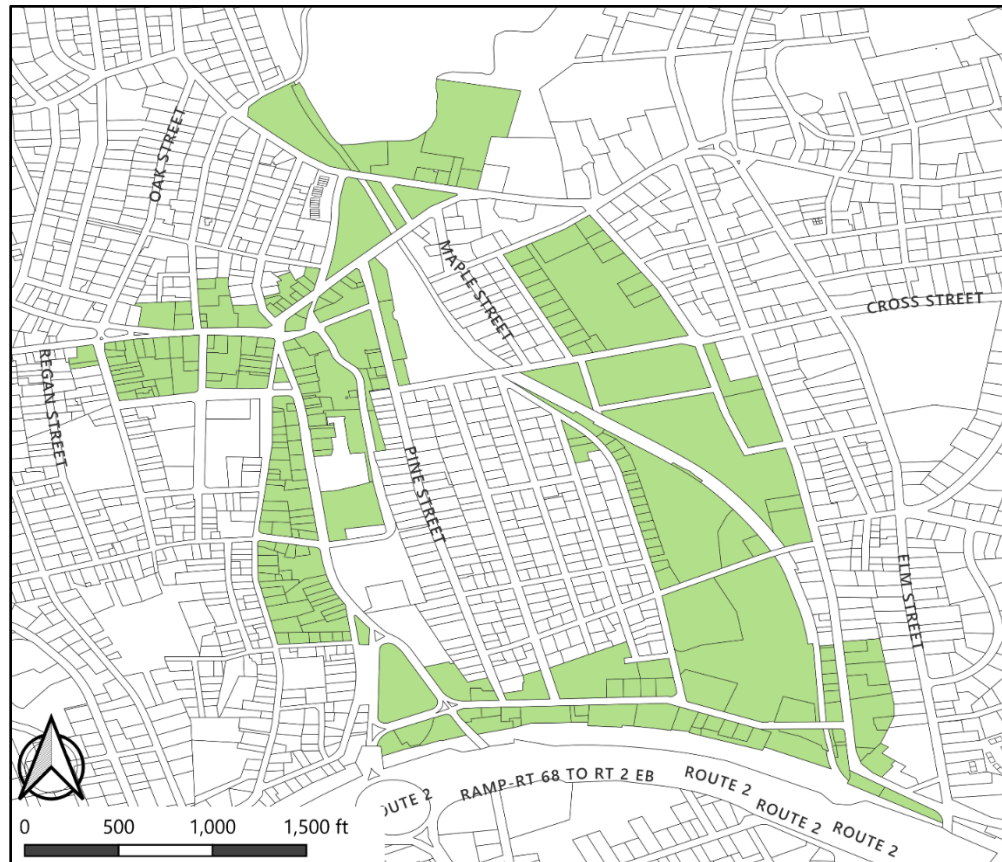 OAK STREET
MAPLE STREET
CROSS STREET
REGAN STREET
PINE STREET
ELM STREET
OUTE 2
RAMP-RT 68 TO RT 2 EB
ROUTE 2
ROUTE 2
ROUTE 2
0 500 1,000 1,500 ft